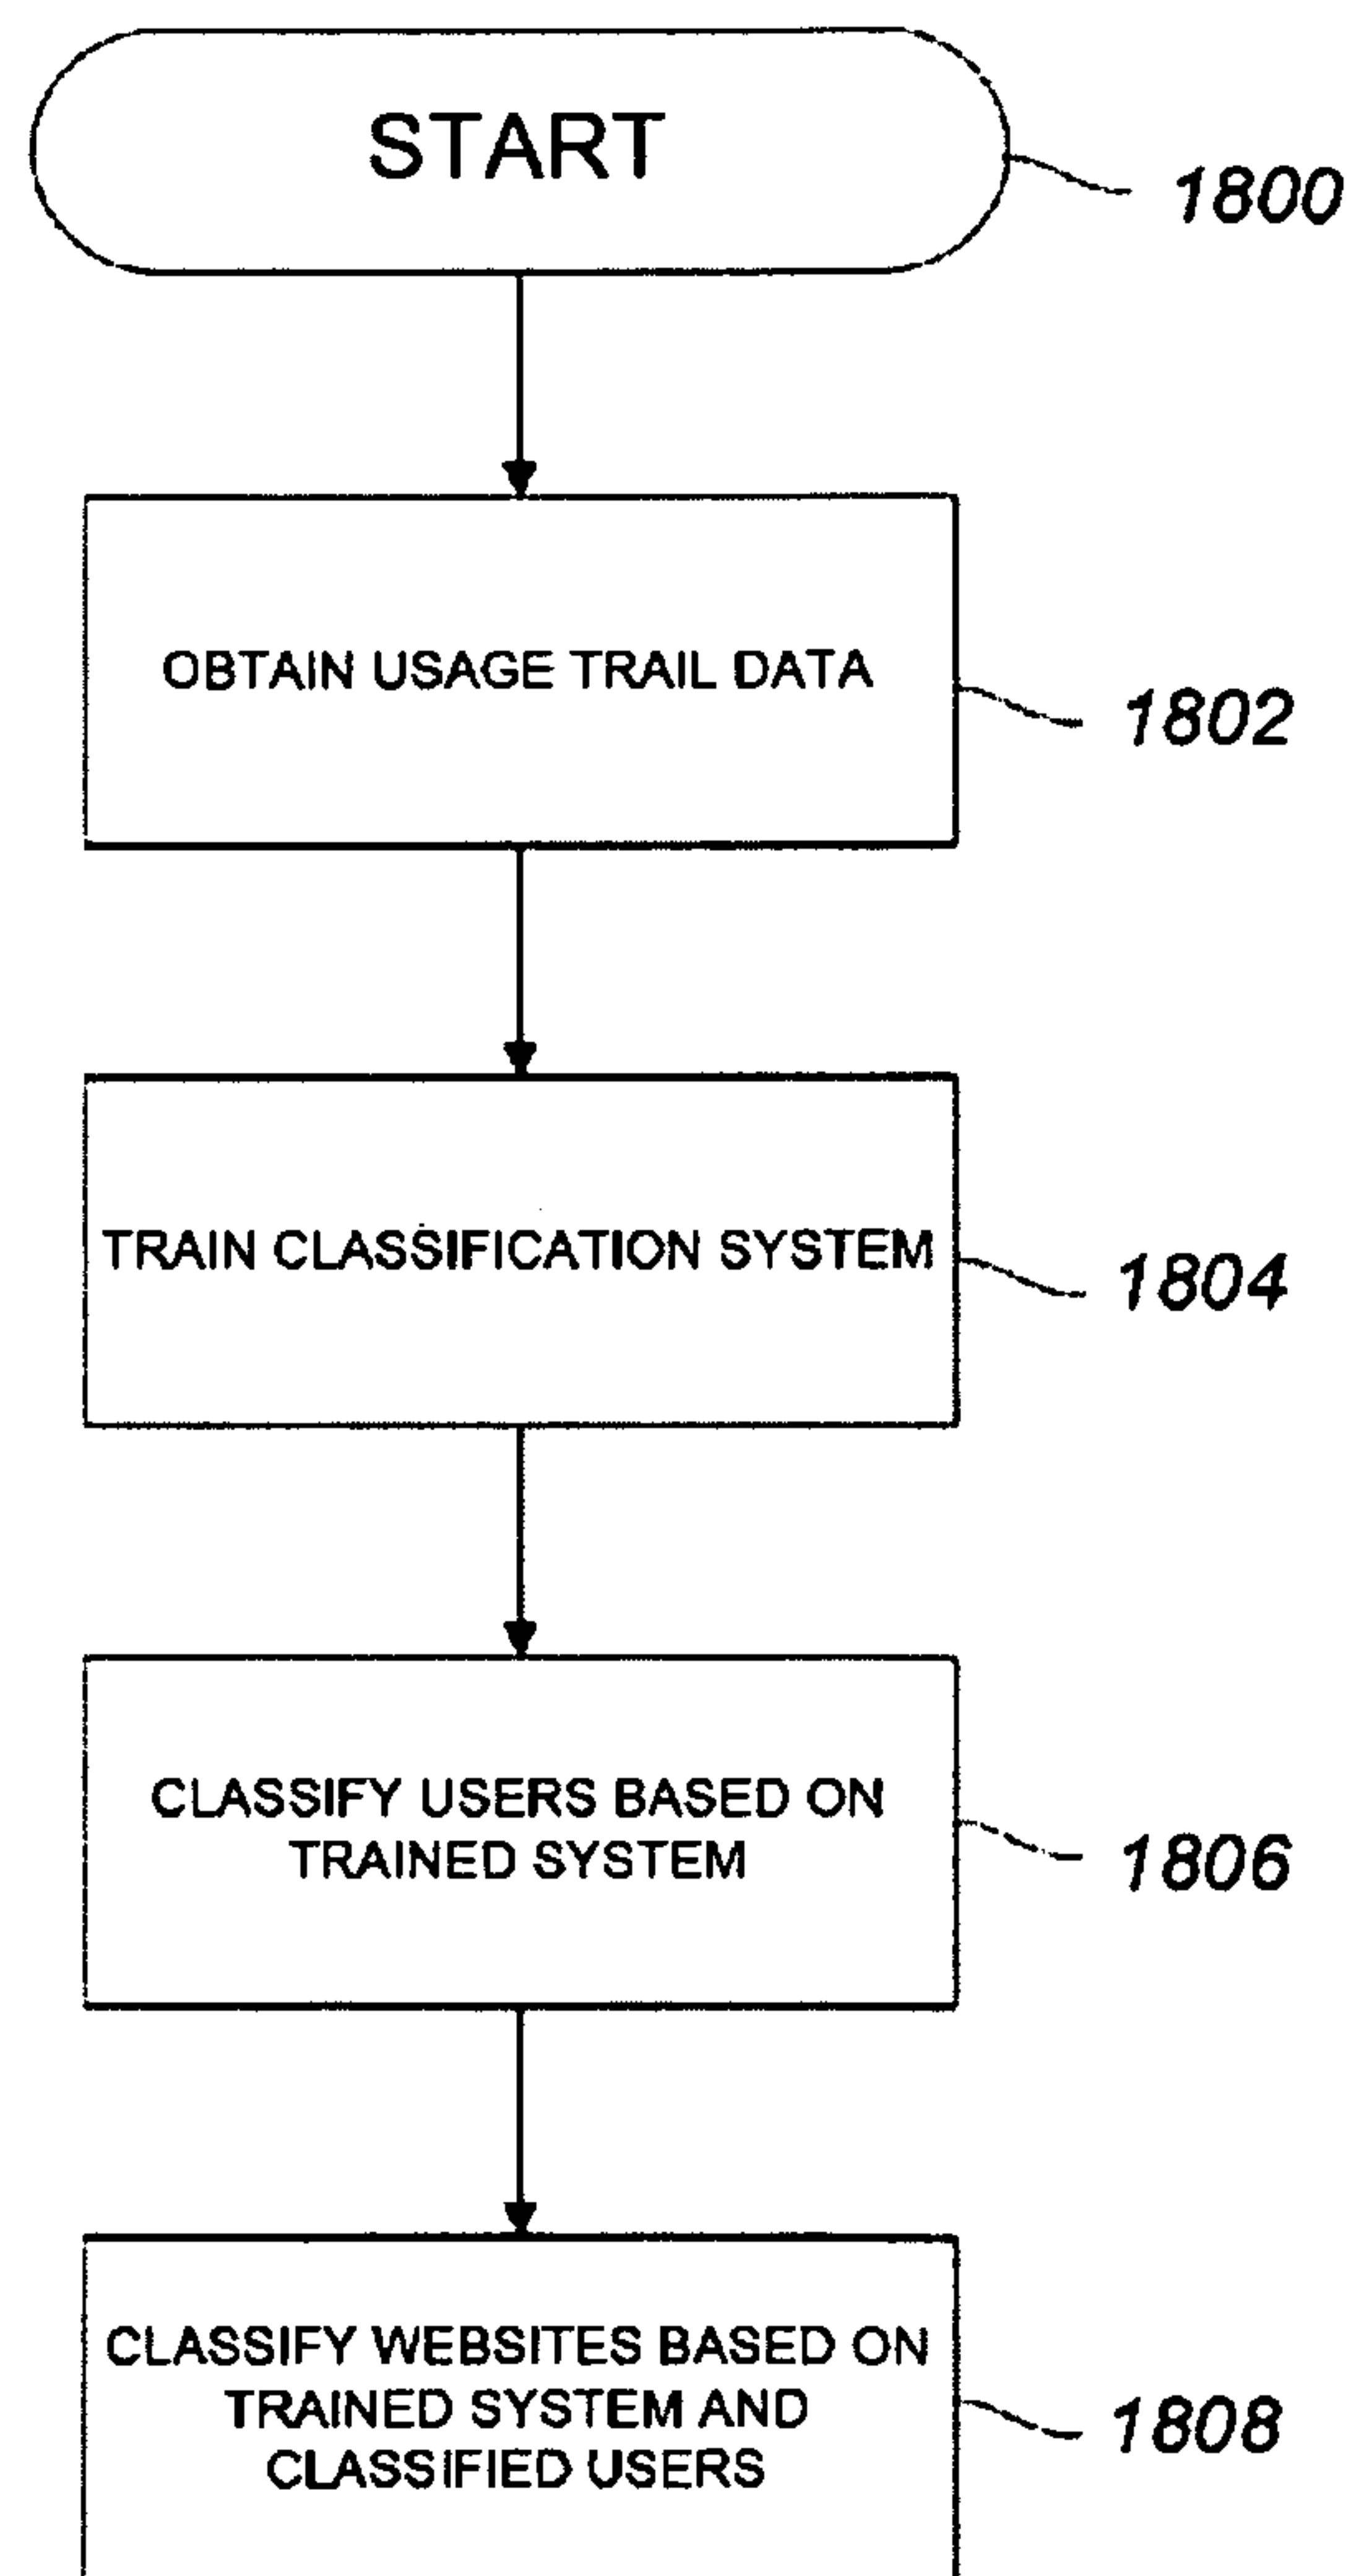 START
1800
OBTAIN USAGE TRAIL DATA
1802
TRAIN CLASSIFICATION SYSTEM
1804
CLASSIFY USERS BASED ON
TRAINED SYSTEM
1806
CLASSIFY WEBSITES BASED ON
TRAINED SYSTEM AND
CLASSIFIED USERS
1808